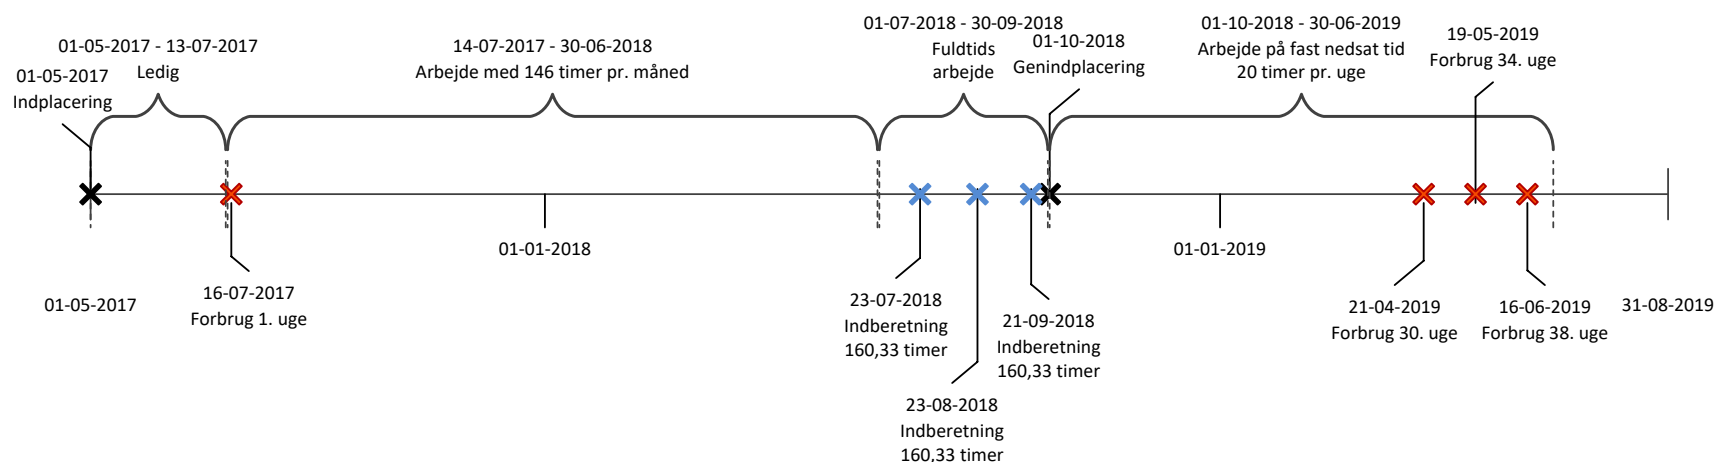 01-05-2017 - 13-07-2017
Ledig
01-05-2017
Indplacering
14-07-2017 - 30-06-2018
Arbejde med 146 timer pr. måned
01-07-2018 - 30-09-2018
Fuldtids
arbejde
01-10-2018
Genindplacering
01-10-2018 - 30-06-2019
Arbejde på fast nedsat tid
20 timer pr. uge
19-05-2019
Forbrug 34. uge
01-01-2018
01-01-2019
01-05-2017
16-07-2017
Forbrug 1. uge
23-07-2018
Indberetning
160,33 timer
23-08-2018
Indberetning
160,33 timer
21-09-2018
Indberetning
160,33 timer
21-04-2019
Forbrug 30. uge
16-06-2019
Forbrug 38. uge
31-08-2019